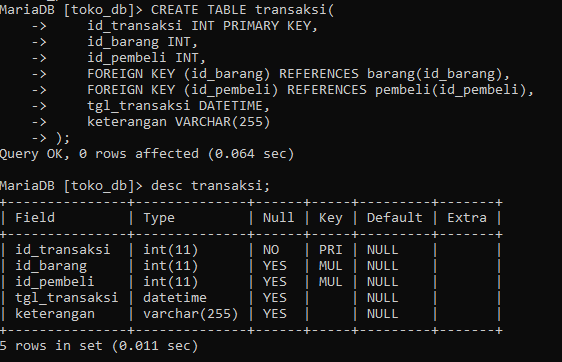 MariaDB [toko_db]> CREATE TABLE transaksi(
    ->     id_transaksi INT PRIMARY KEY,
    ->     id_barang INT,
    ->     id_pembeli INT,
    ->     FOREIGN KEY (id_barang) REFERENCES barang(id_barang),
    ->     FOREIGN KEY (id_pembeli) REFERENCES pembeli(id_pembeli),
    ->     tgl_transaksi DATETIME,
    ->     keterangan VARCHAR(255)
    -> );
Query OK, 0 rows affected (0.064 sec)

MariaDB [toko_db]> desc transaksi;
+---------------+--------------+------+-----+---------+-------+
| Field         | Type         | Null | Key | Default | Extra |
+---------------+--------------+------+-----+---------+-------+
| id_transaksi  | int(11)      | NO   | PRI | NULL    |       |
| id_barang     | int(11)      | YES  | MUL | NULL    |       |
| id_pembeli    | int(11)      | YES  | MUL | NULL    |       |
| tgl_transaksi | datetime     | YES  |     | NULL    |       |
| keterangan    | varchar(255) | YES  |     | NULL    |       |
+---------------+--------------+------+-----+---------+-------+
5 rows in set (0.011 sec)